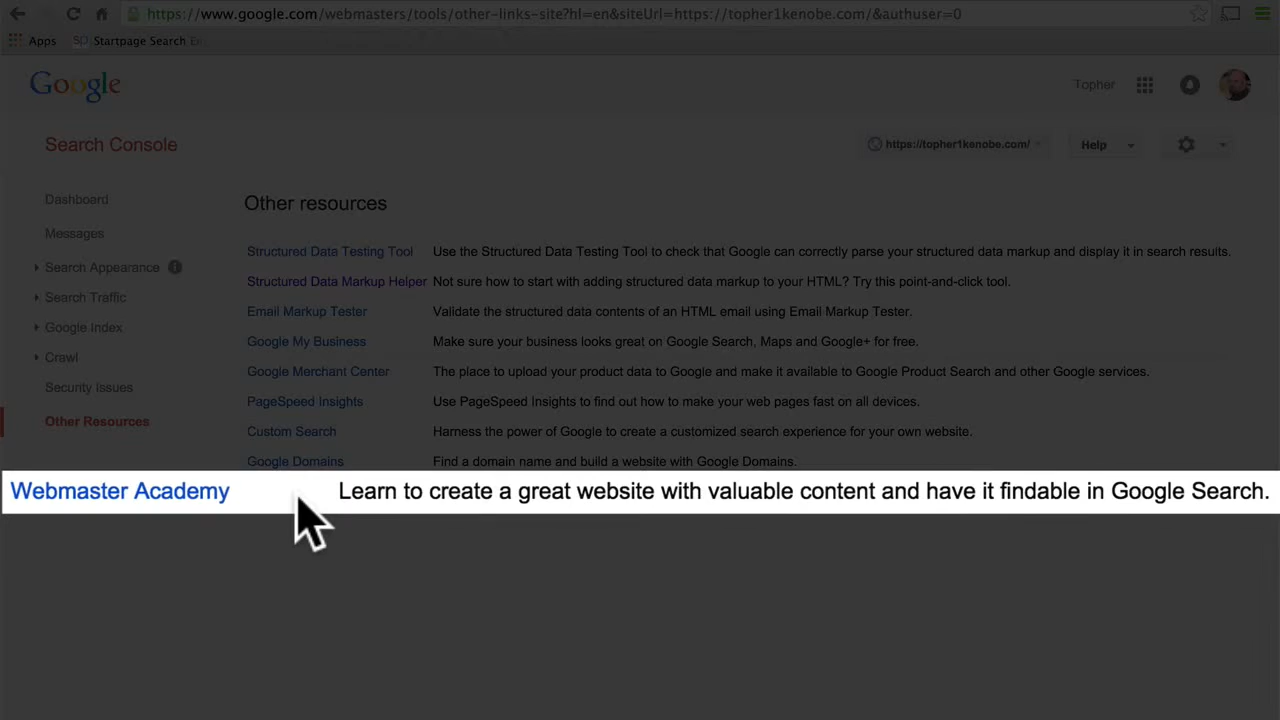 https://www.google.com/webmasters/tools/other-links-site?hl=en&siteUrl=https://topher1kenobe.com/&authuser=0
Apps Startpage Search
Google
Topher
Search Console
https://topher1kenobe.com/
Help
Dashboard
Messages
Search Appearance
Search Traffic
Google Index
Crawl
Security Issues
Other Resources
Other resources
Structured Data Testing Tool Use the Structured Data Testing Tool to check that Google can correctly parse your structured data markup and display it in search results.
Structured Data Markup Helper Not sure how to start with adding structured data markup to your HTML? Try this point-and-click tool.
Email Markup Tester Validate the structured data contents of an HTML email using Email Markup Tester.
Google My Business Make sure your business looks great on Google Search, Maps and Google+ for free.
Google Merchant Center The place to upload your product data to Google and make it available to Google Product Search and other Google services.
PageSpeed Insights Use PageSpeed Insights to find out how to make your web pages fast on all devices.
Custom Search Harness the power of Google to create a customized search experience for your own website.
Google Domains Find a domain name and build a website with Google Domains.
Webmaster Academy Learn to create a great website with valuable content and have it findable in Google Search.